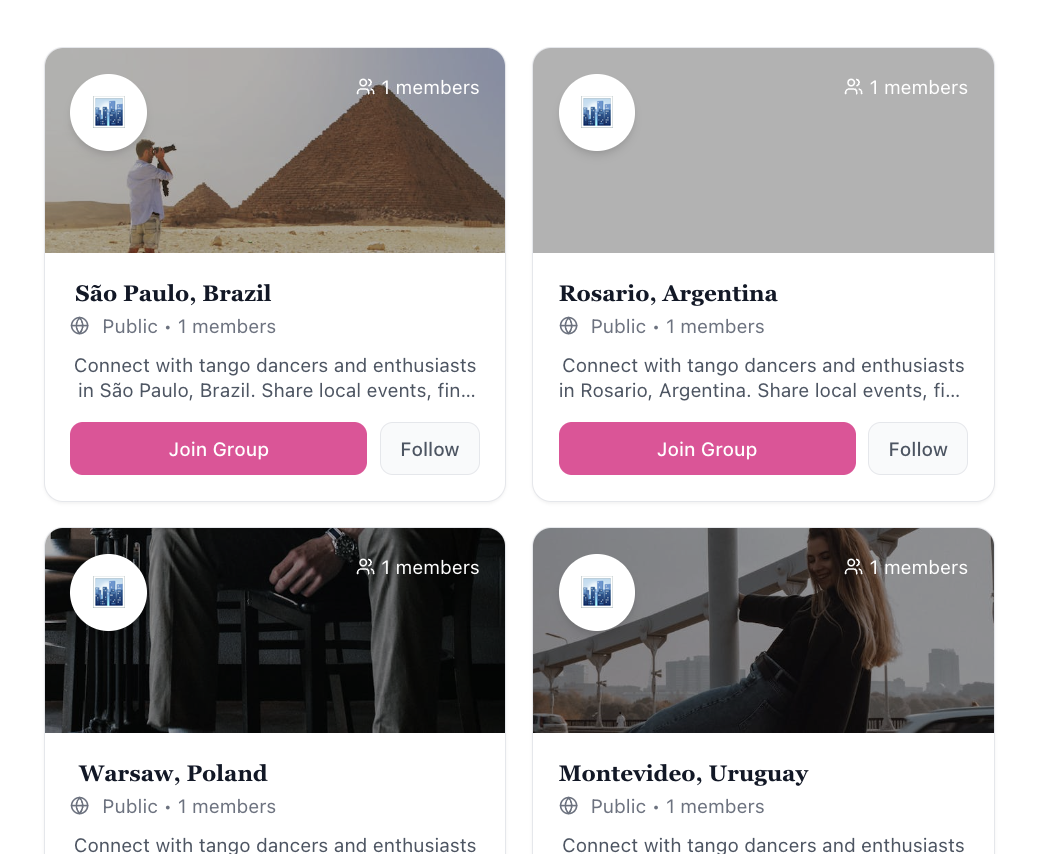 1 members
São Paulo, Brazil
Public • 1 members
Connect with tango dancers and enthusiasts
in São Paulo, Brazil. Share local events, fin...
Join Group
Follow
1 members
Rosario, Argentina
Public • 1 members
Connect with tango dancers and enthusiasts
in Rosario, Argentina. Share local events, fi...
Join Group
Follow
1 members
Warsaw, Poland
Public • 1 members
Connect with tango dancers and enthusiasts
1 members
Montevideo, Uruguay
Public • 1 members
Connect with tango dancers and enthusiasts